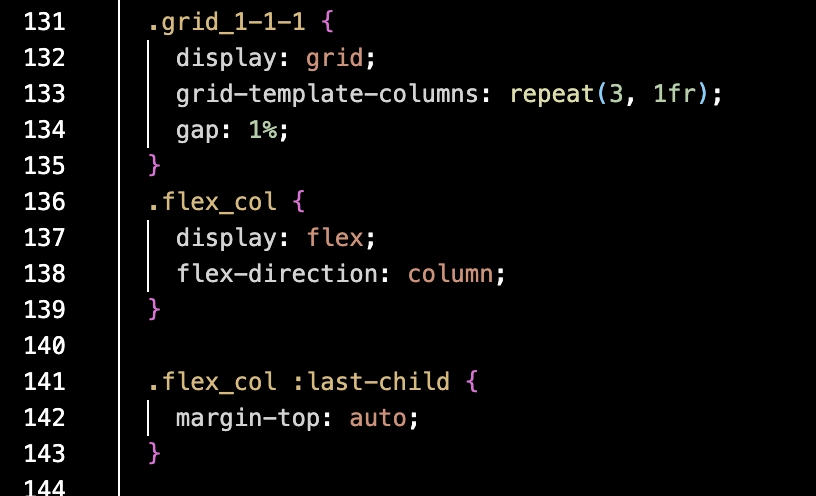 131 .grid_1-1-1 {
132 display: grid;
133 grid-template-columns: repeat(3, 1fr);
134 gap: 1%;
135 }
136 .flex_col {
137 display: flex;
138 flex-direction: column;
139 }
140
141 .flex_col :last-child {
142 margin-top: auto;
143 }
144